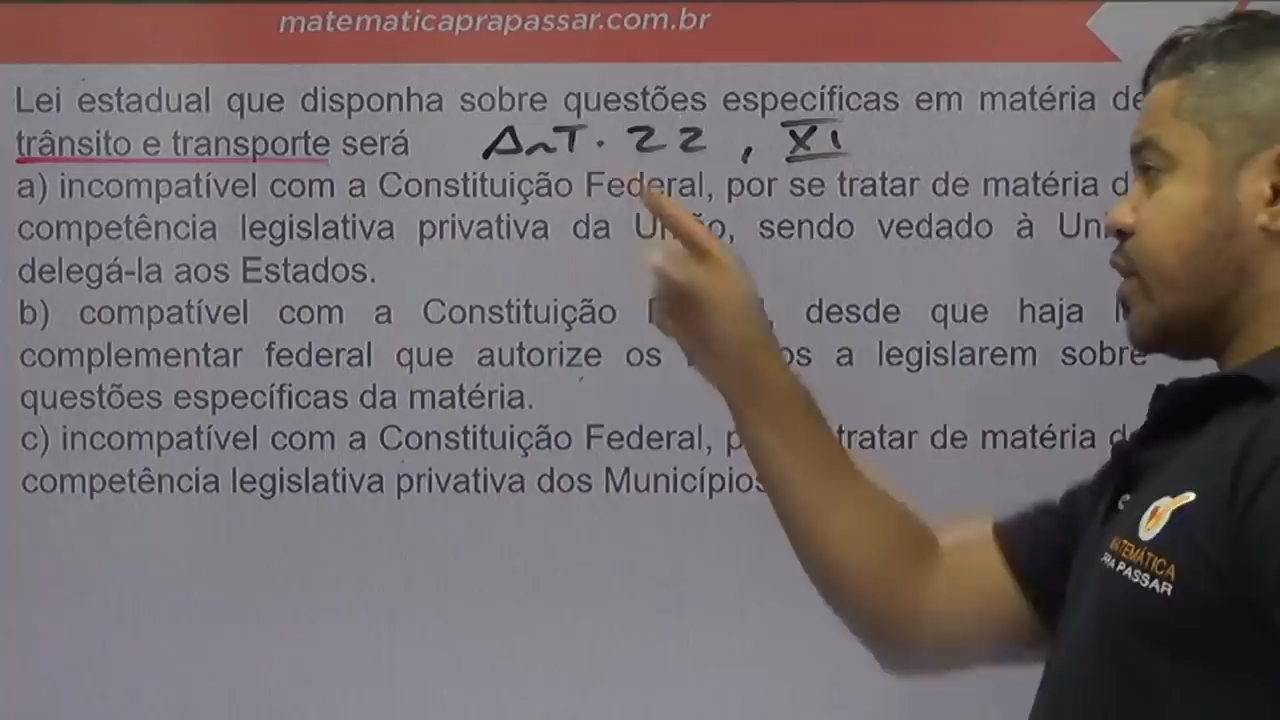 matematicaprapassar.com.br
Lei estadual que disponha sobre questões específicas em matéria de
trânsito e transporte será ArT. 22, XI
a) incompatível com a Constituição Federal, por se tratar de matéria
competência legislativa privativa da União, sendo vedado à
delegá-la aos Estados.
b) compatível com a Constituição desde que haja
complementar federal que autorize os a legislarem sobre
questões específicas da matéria.
c) incompatível com a Constituição Federal, tratar de matéria
competência legislativa privativa dos Municípios
MATEMÁTICA
PRA PASSAR